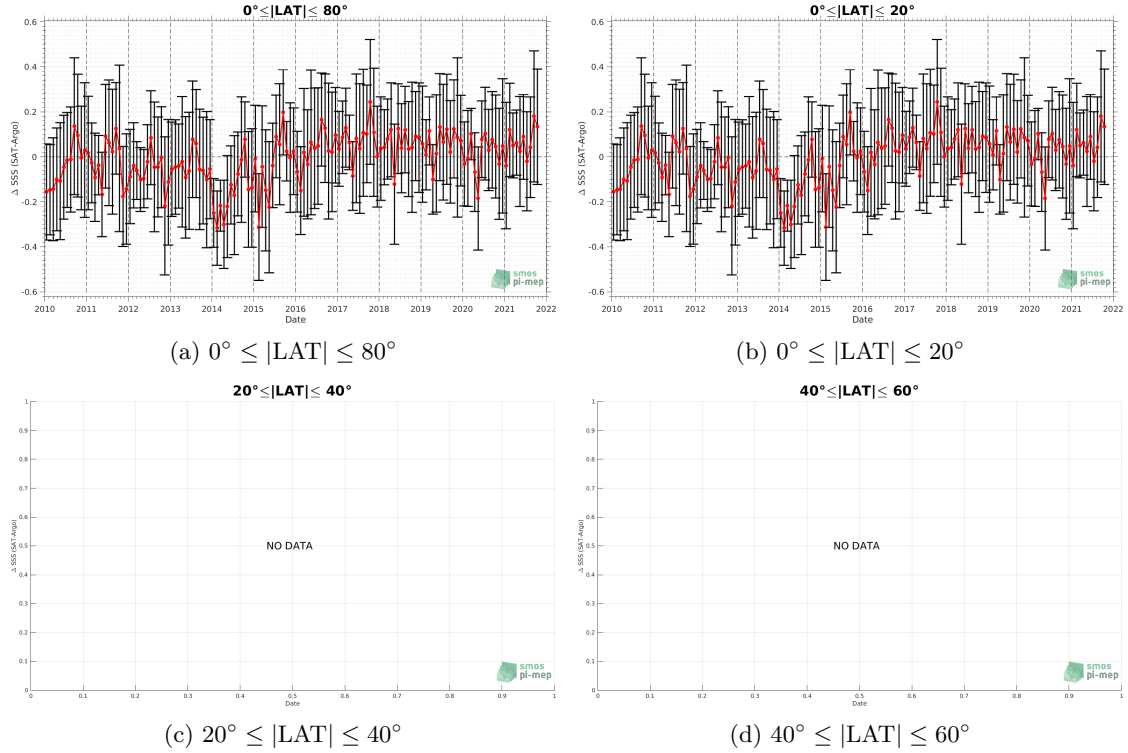 0°≤|LAT|≤ 80°
0.6
0.4
0.2
0
-0.2
-0.4
-0.6
Δ SSS (SAT-Argo)
2010 2011 2012 2013 2014 2015 2016 2017 2018 2019 2020 2021 2022
Date
smos
pi-mep
(a) 0° ≤ |LAT| ≤ 80°
0°≤|LAT|≤ 20°
0.6
0.4
0.2
0
-0.2
-0.4
-0.6
Δ SSS (SAT-Argo)
2010 2011 2012 2013 2014 2015 2016 2017 2018 2019 2020 2021 2022
Date
smos
pi-mep
(b) 0° ≤ |LAT| ≤ 20°
20°≤|LAT|≤ 40°
1
0.9
0.8
0.7
0.6
0.5
0.4
0.3
0.2
0.1
0
Δ SSS (SAT-Argo)
NO DATA
0 0.1 0.2 0.3 0.4 0.5 0.6 0.7 0.8 0.9 1
Date
smos
pi-mep
(c) 20° ≤ |LAT| ≤ 40°
40°≤|LAT|≤ 60°
1
0.9
0.8
0.7
0.6
0.5
0.4
0.3
0.2
0.1
0
Δ SSS (SAT-Argo)
NO DATA
0 0.1 0.2 0.3 0.4 0.5 0.6 0.7 0.8 0.9 1
Date
smos
pi-mep
(d) 40° ≤ |LAT| ≤ 60°